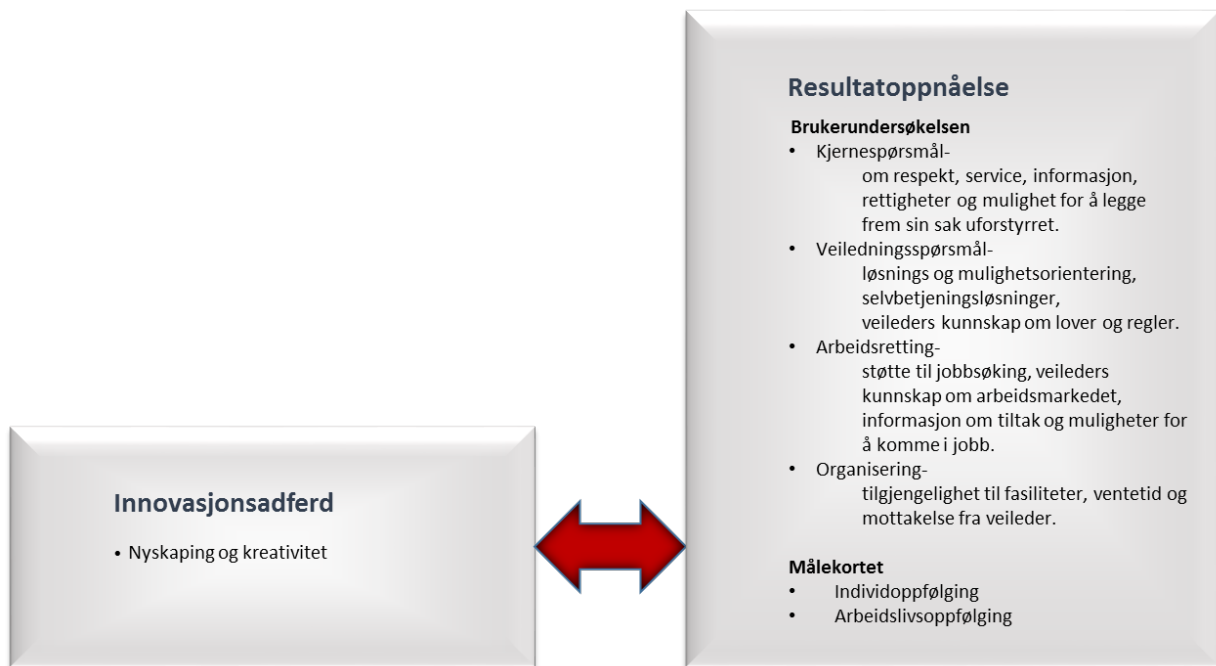 Resultatoppnåelse
Brukerundersøkelsen
• Kjernespørsmål-
om respekt, service, informasjon,
rettigheter og mulighet for å legge
frem sin sak uforstyrret.
• Veiledningsspørsmål-
løsnings og mulighetsorientering,
selvbetjeningsløsninger,
veileders kunnskap om lover og regler.
• Arbeidsretting-
støtte til jobbsøking, veileders
kunnskap om arbeidsmarkedet,
informasjon om tiltak og muligheter for
å komme i jobb.
• Organisering-
tilgjengelighet til fasiliteter, ventetid og
mottakelse fra veileder.
Målekortet
• Individoppfølging
• Arbeidslivsoppfølging
Innovasjonsadferd
• Nyskaping og kreativitet